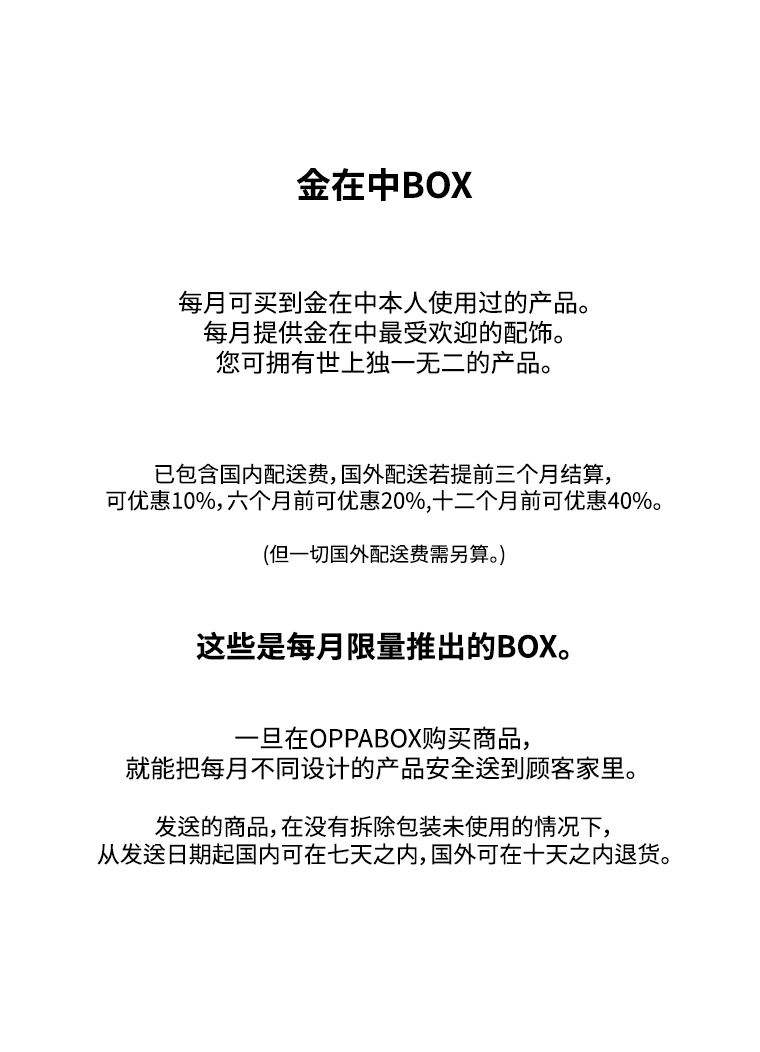 金在中BOX
每月可买到金在中本人使用过的产品。
每月提供金在中最受欢迎的配饰。
您可拥有世上独一无二的产品。
已包含国内配送费，国外配送若提前三个月结算，
可优惠10%，六个月前可优惠20%,十二个月前可优惠40%。
(但一切国外配送费需另算。)
这些是每月限量推出的BOX。
一旦在OPPABOX购买商品，
就能把每月不同设计的产品安全送到顾客家里。
发送的商品，在没有拆除包装未使用的情况下，
从发送日期起国内可在七天之内，国外可在十天之内退货。